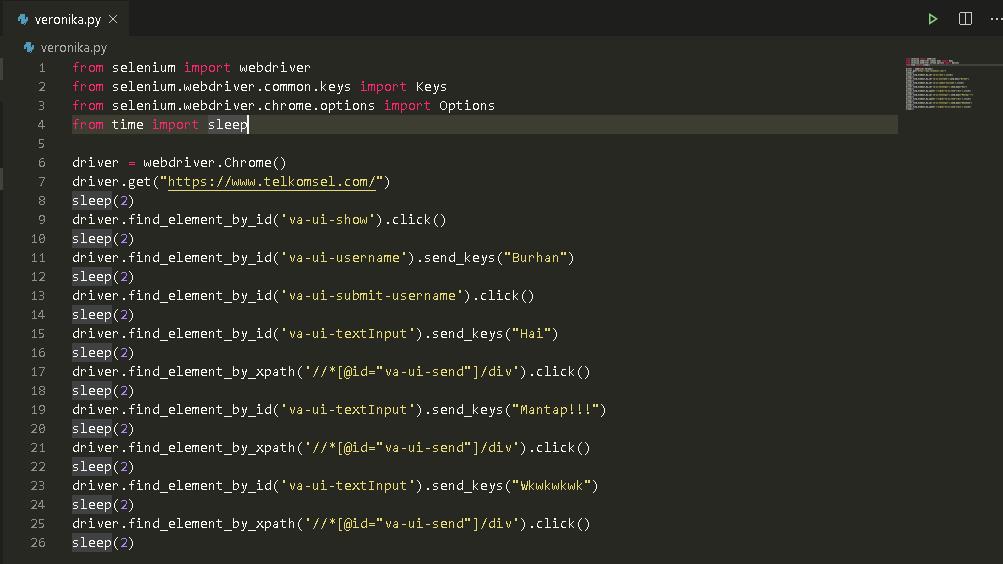 veronika.py
veronika.py
1 from selenium import webdriver
2 from selenium.webdriver.common.keys import Keys
3 from selenium.webdriver.chrome.options import Options
4 from time import sleep
5
6 driver = webdriver.Chrome()
7 driver.get("https://www.telkomsel.com/")
8 sleep(2)
9 driver.find_element_by_id('va-ui-show').click()
10 sleep(2)
11 driver.find_element_by_id('va-ui-username').send_keys("Burhan")
12 sleep(2)
13 driver.find_element_by_id('va-ui-submit-username').click()
14 sleep(2)
15 driver.find_element_by_id('va-ui-textInput').send_keys("Hai")
16 sleep(2)
17 driver.find_element_by_xpath('//*[@id="va-ui-send"]/div').click()
18 sleep(2)
19 driver.find_element_by_id('va-ui-textInput').send_keys("Mantap!!!")
20 sleep(2)
21 driver.find_element_by_xpath('//*[@id="va-ui-send"]/div').click()
22 sleep(2)
23 driver.find_element_by_id('va-ui-textInput').send_keys("Wkwkwkwk")
24 sleep(2)
25 driver.find_element_by_xpath('//*[@id="va-ui-send"]/div').click()
26 sleep(2)